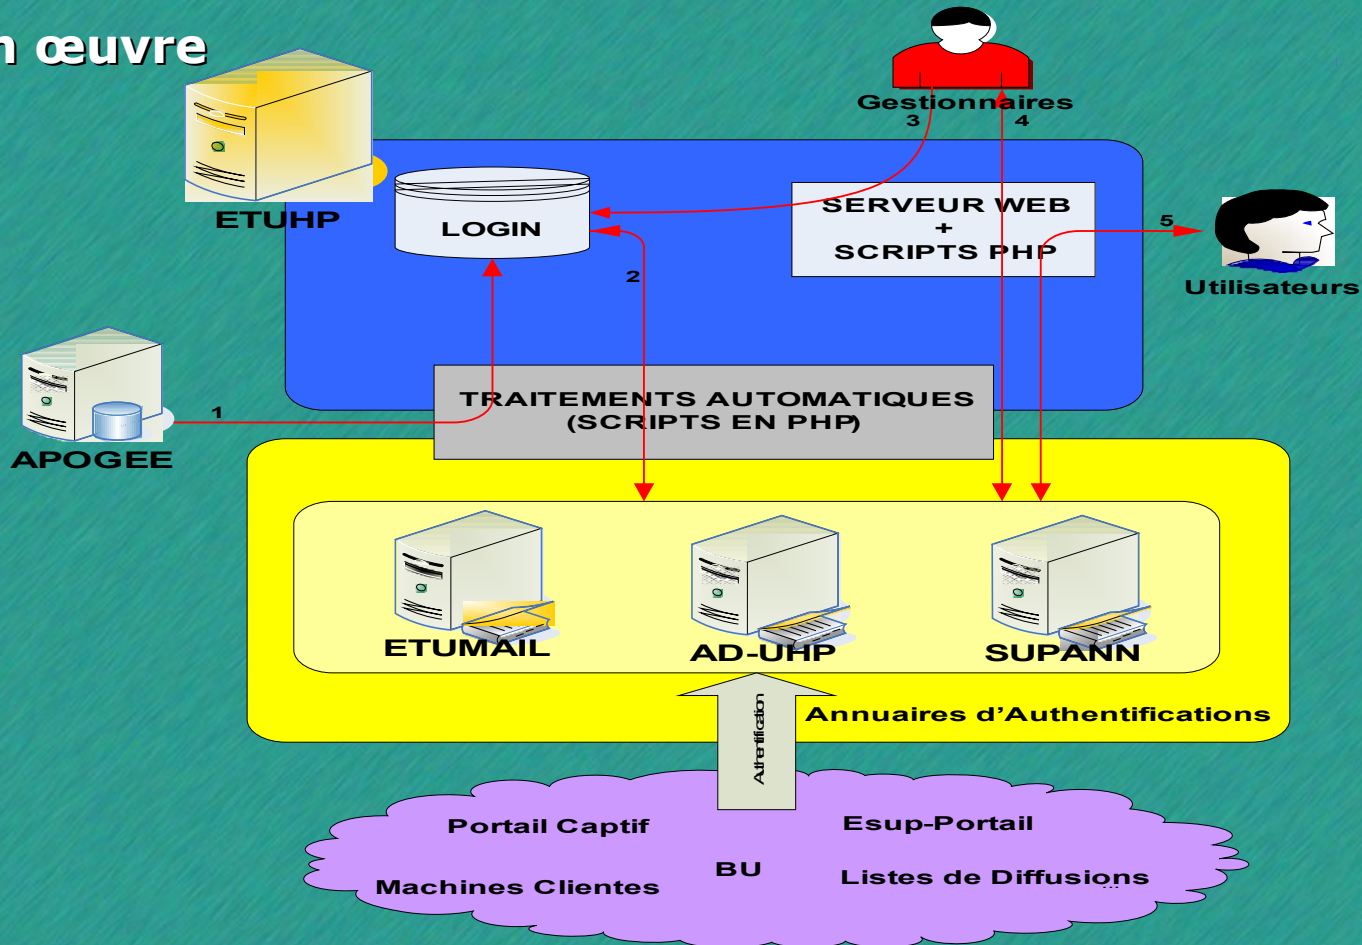 n œuvre
Gestionnaires
3
4
ETUHP
LOGIN
SERVEUR WEB
+
SCRIPTS PHP
5
Utilisateurs
2
TRAITEMENTS AUTOMATIQUES
(SCRIPTS EN PHP)
1
APOGEE
ETUMAIL
AD-UHP
SUPANN
Annuaires d’Authentifications
Authentification
Portail Captif
Esup-Portail
BU
Machines Clientes
Listes de Diffusions
...